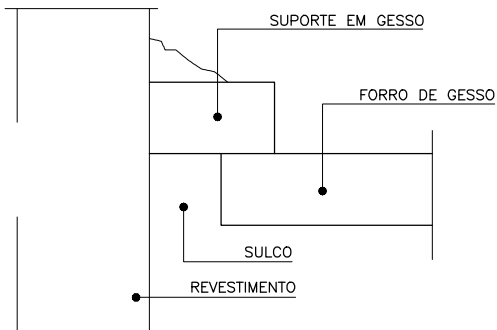 SUPORTE EM GESSO
FORRO DE GESSO
SULCO
REVESTIMENTO